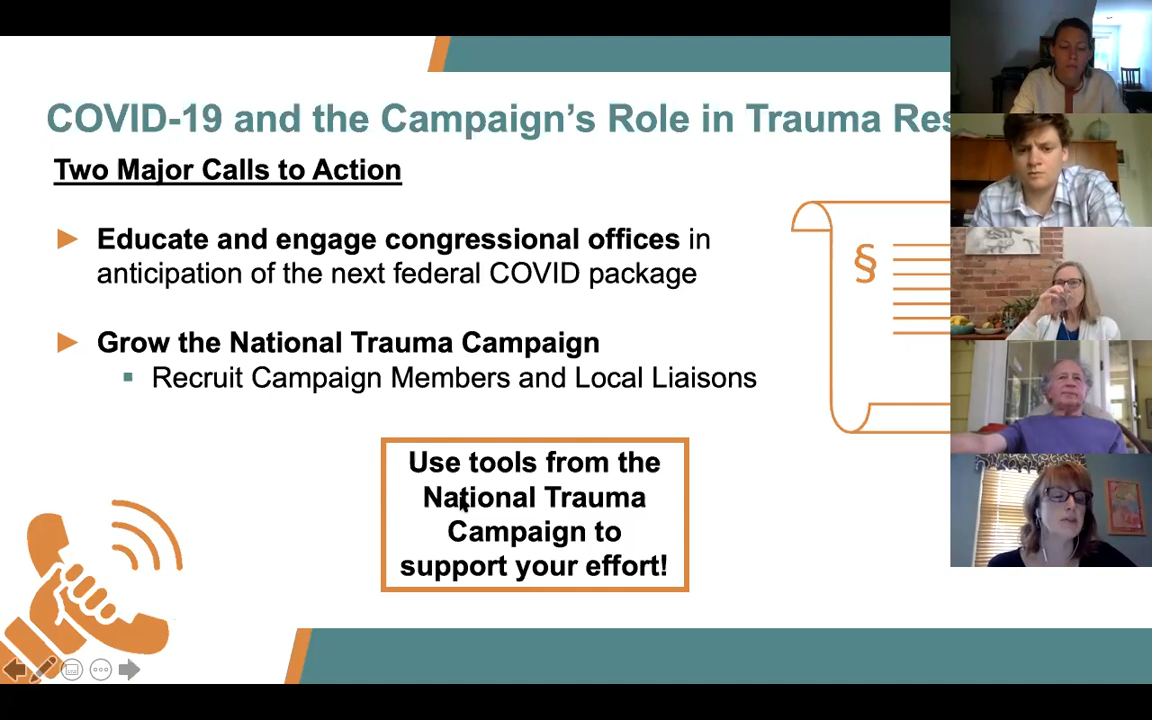 COVID-19 and the Campaign's Role in Trauma Res
Two Major Calls to Action
► Educate and engage congressional offices in
anticipation of the next federal COVID package
► Grow the National Trauma Campaign
▪ Recruit Campaign Members and Local Liaisons
§
Use tools from the
National Trauma
Campaign to
support your effort!